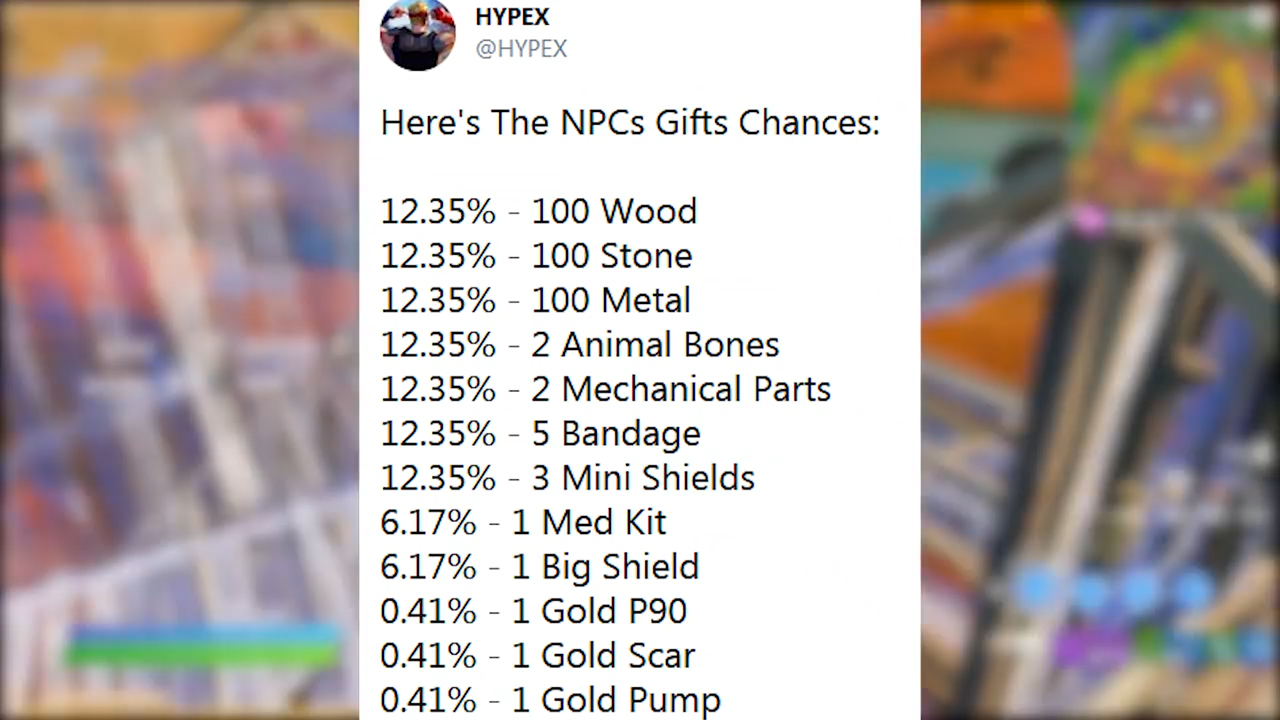 HYPEX
@HYPEX
Here's The NPCs Gifts Chances:
12.35% - 100 Wood
12.35% - 100 Stone
12.35% - 100 Metal
12.35% - 2 Animal Bones
12.35% - 2 Mechanical Parts
12.35% - 5 Bandage
12.35% - 3 Mini Shields
6.17% - 1 Med Kit
6.17% - 1 Big Shield
0.41% - 1 Gold P90
0.41% - 1 Gold Scar
0.41% - 1 Gold Pump